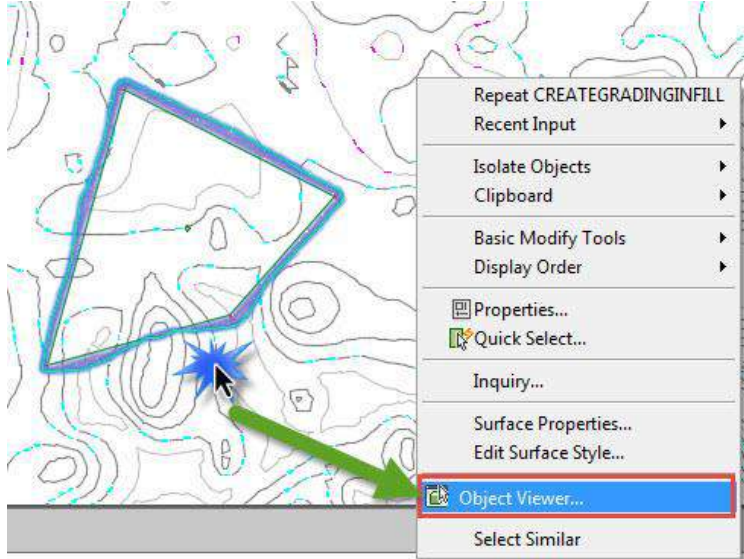 Repeat CREATEGRADINGINFILL
Recent Input
Isolate Objects
Clipboard
Basic Modify Tools
Display Order
Properties...
Quick Select...
Inquiry...
Surface Properties...
Edit Surface Style...
Object Viewer...
Select Similar